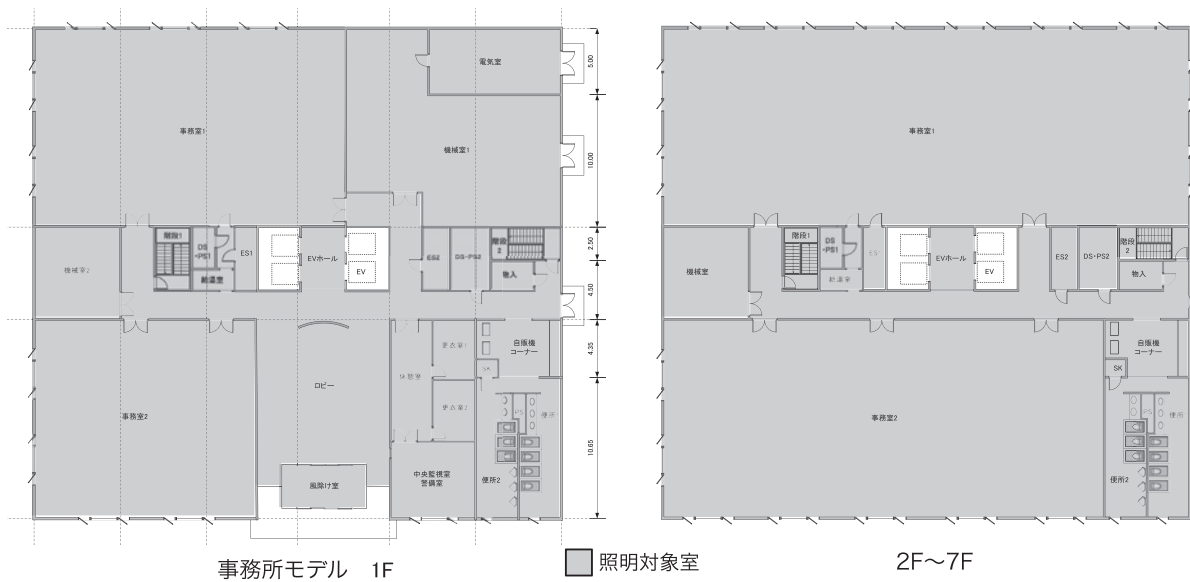 電気室
事務室1
機械室1
階段1
DS
・PS1
給湯室
ES1
EVホール
EV
ES2
DS・PS2
階段
2
物入
機械室2
ロビー
休憩室
更衣室1
更衣室2
自販機
コーナー
SK
PS
便所
事務室2
風除け室
中央監視室
警備室
便所2
5.00
10.00
2.50
4.50
4.35
10.65
事務所モデル 1F
事務室1
階段1
DS
・PS1
給湯室
EVホール
EV
ES2
DS・PS2
階段
2
物入
機械室
自販機
コーナー
SK
PS
便所
事務室2
便所2
2F～7F
照明対象室